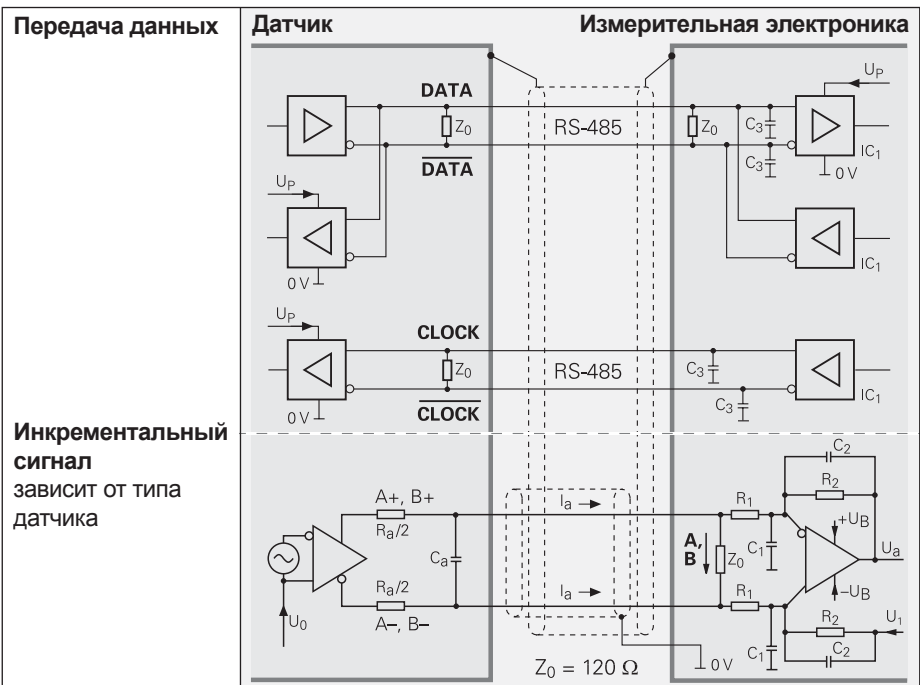 Передача данных
Датчик
Измерительная электроника
DATA
Z0
RS-485
Z0
C3
UP
IC1
DATA
C3
0 V
UP
0 V
IC1
UP
CLOCK
Z0
RS-485
C3
0 V
CLOCK
C3
IC1
Инкрементальный
сигнал
зависит от типа
датчика
A+, B+
Ra/2
Ca
Ia
Ra/2
A–, B–
Ia
U0
A,
B
Z0
R1
C1
R1
C1
C2
R2
+UB
Ua
–UB
R2
U1
C2
Z0 = 120 Ω
0 V